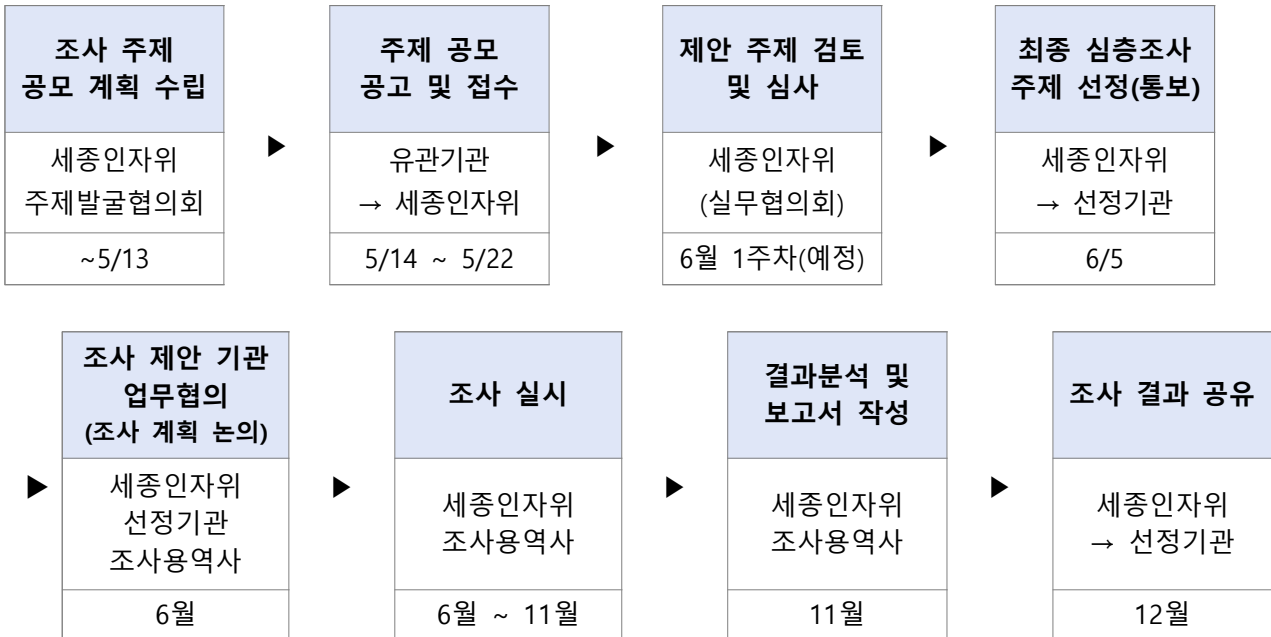 조사 주제
공모 계획 수립
세종인자위
주제발굴협의회
~5/13
▶
주제 공모
공고 및 접수
유관기관
→ 세종인자위
5/14 ~ 5/22
▶
제안 주제 검토
및 심사
세종인자위
(실무협의회)
6월 1주차(예정)
▶
최종 심층조사
주제 선정(통보)
세종인자위
→ 선정기관
6/5
▶
조사 제안 기관
업무협의
(조사 계획 논의)
세종인자위
선정기관
조사용역사
6월
▶
조사 실시
세종인자위
조사용역사
6월 ~ 11월
▶
결과분석 및
보고서 작성
세종인자위
조사용역사
11월
▶
조사 결과 공유
세종인자위
→ 선정기관
12월